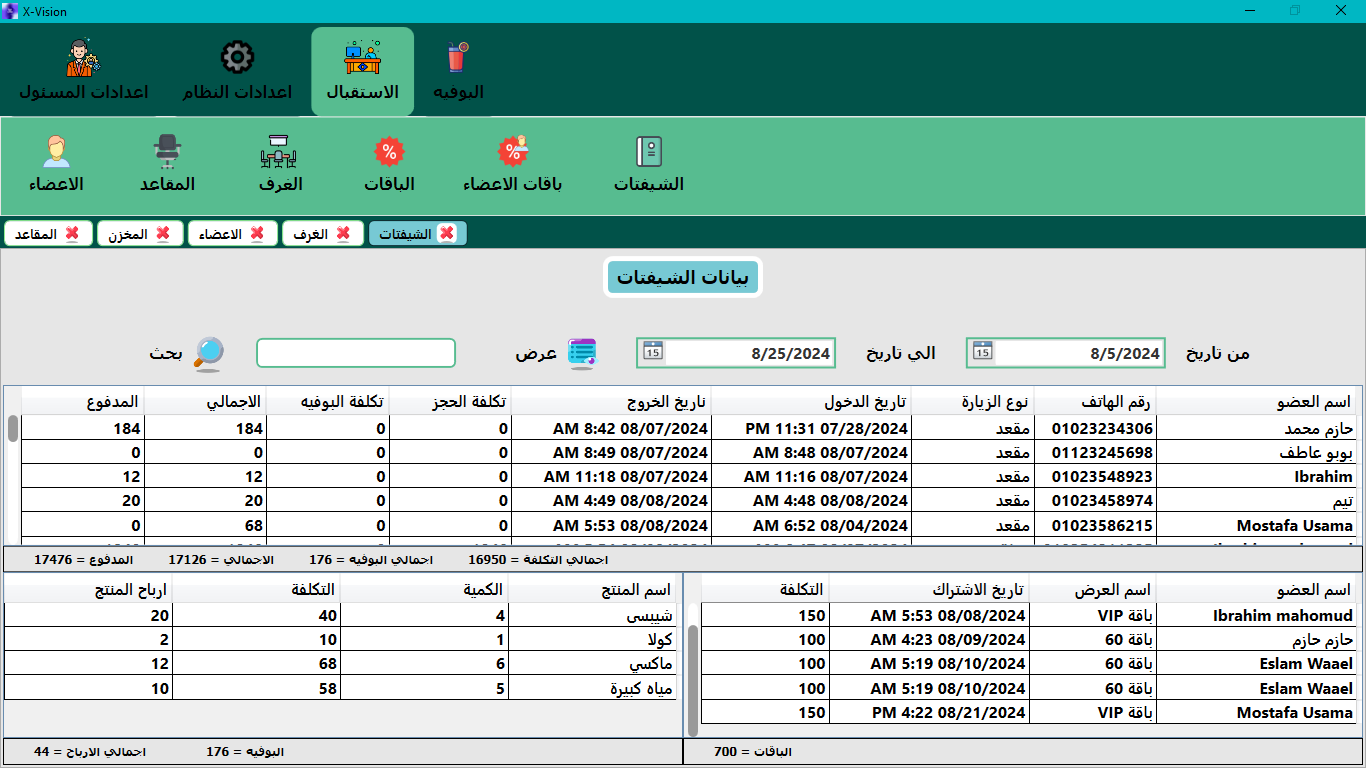 X-Vision
البوفيه
الاستقبال
اعدادات النظام
اعدادات المسئول
الشيفتات
باقات الاعضاء
الباقات
الغرف
المقاعد
الاعضاء
المقاعد
المخزن
الاعضاء
الغرف
الشيفتات
بيانات الشيفتات
من تاريخ 8/5/2024 الي تاريخ 8/25/2024 عرض بحث
15 15
اسم العضو رقم الهاتف نوع الزيارة تاريخ الدخول تاريخ الخروج تكلفة الحجز تكلفة البوفيه الاجمالي المدفوع
حازم محمد 01023234306 مقعد 07/28/2024 11:31 PM 08/07/2024 8:42 AM 0 0 184 184
بوبو عاطف 01123245698 مقعد 08/07/2024 8:48 AM 08/07/2024 8:49 AM 0 0 0 0
Ibrahim 01023548923 مقعد 08/07/2024 11:16 AM 08/07/2024 11:18 AM 0 0 12 12
تيم 01023458974 مقعد 08/08/2024 4:48 AM 08/08/2024 4:49 AM 0 0 20 20
Mostafa Usama 01023586215 مقعد 08/04/2024 6:52 AM 08/08/2024 5:53 AM 0 0 68 0
اجمالي التكلفة = 16950 اجمالي البوفيه = 176 الاجمالي = 17126 المدفوع = 17476
اسم العضو اسم العرض تاريخ الاشتراك التكلفة
Ibrahim mahomud باقة VIP 08/08/2024 5:53 AM 150
حازم حازم باقة 60 08/09/2024 4:23 AM 100
Eslam Waael باقة 60 08/10/2024 5:19 AM 100
Eslam Waael باقة 60 08/10/2024 5:19 AM 100
Mostafa Usama باقة VIP 08/21/2024 4:22 PM 150
الباقات = 700
اسم المنتج الكمية التكلفة ارباح المنتج
شيبسى 4 40 20
كولا 1 10 2
ماكسي 6 68 12
مياه كبيرة 5 58 10
البوفيه = 176 اجمالي الارباح = 44